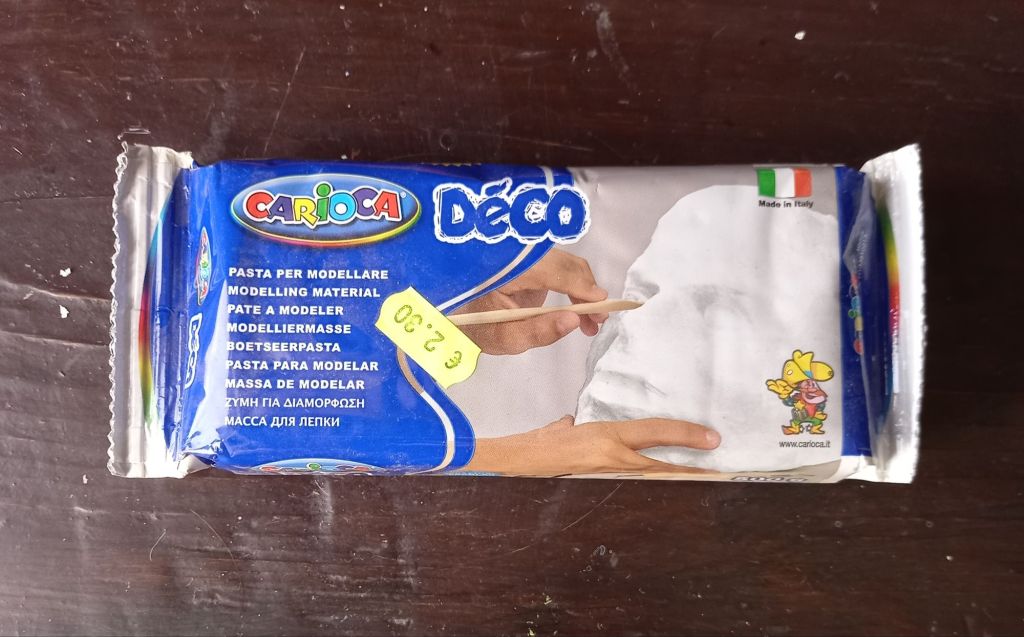 CARIOCA®
DéCO
Made in Italy
PASTA PER MODELLARE
MODELLING MATERIAL
PATE A MODELER
MODELLIERMASSE
BOETSEERPASTA
PASTA PARA MODELAR
MASSA DE MODELAR
ΖΥΜΗ ΓΙΑ ΔΙΑΜΟΡΦΩΣΗ
МАССА ДЛЯ ЛЕПКИ
€ 2.30
www.carioca.it